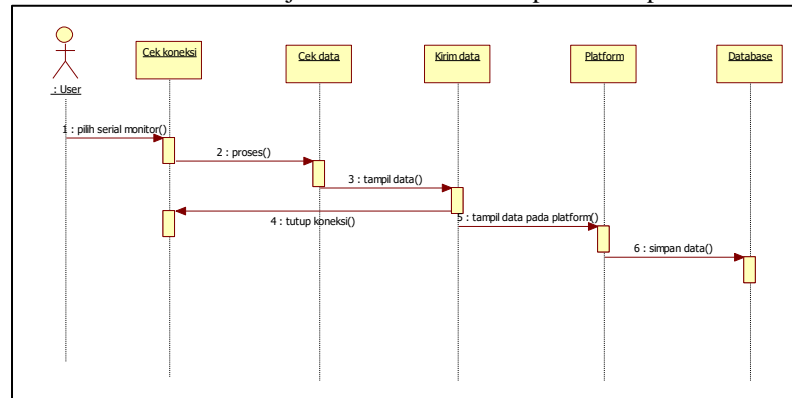 Cek koneksi
Cek data
Kirim data
Platform
Database
: User
1 : pilih serial monitor()
2 : proses()
3 : tampil data()
4 : tutup koneksi()
5 : tampil data pada platform()
6 : simpan data()